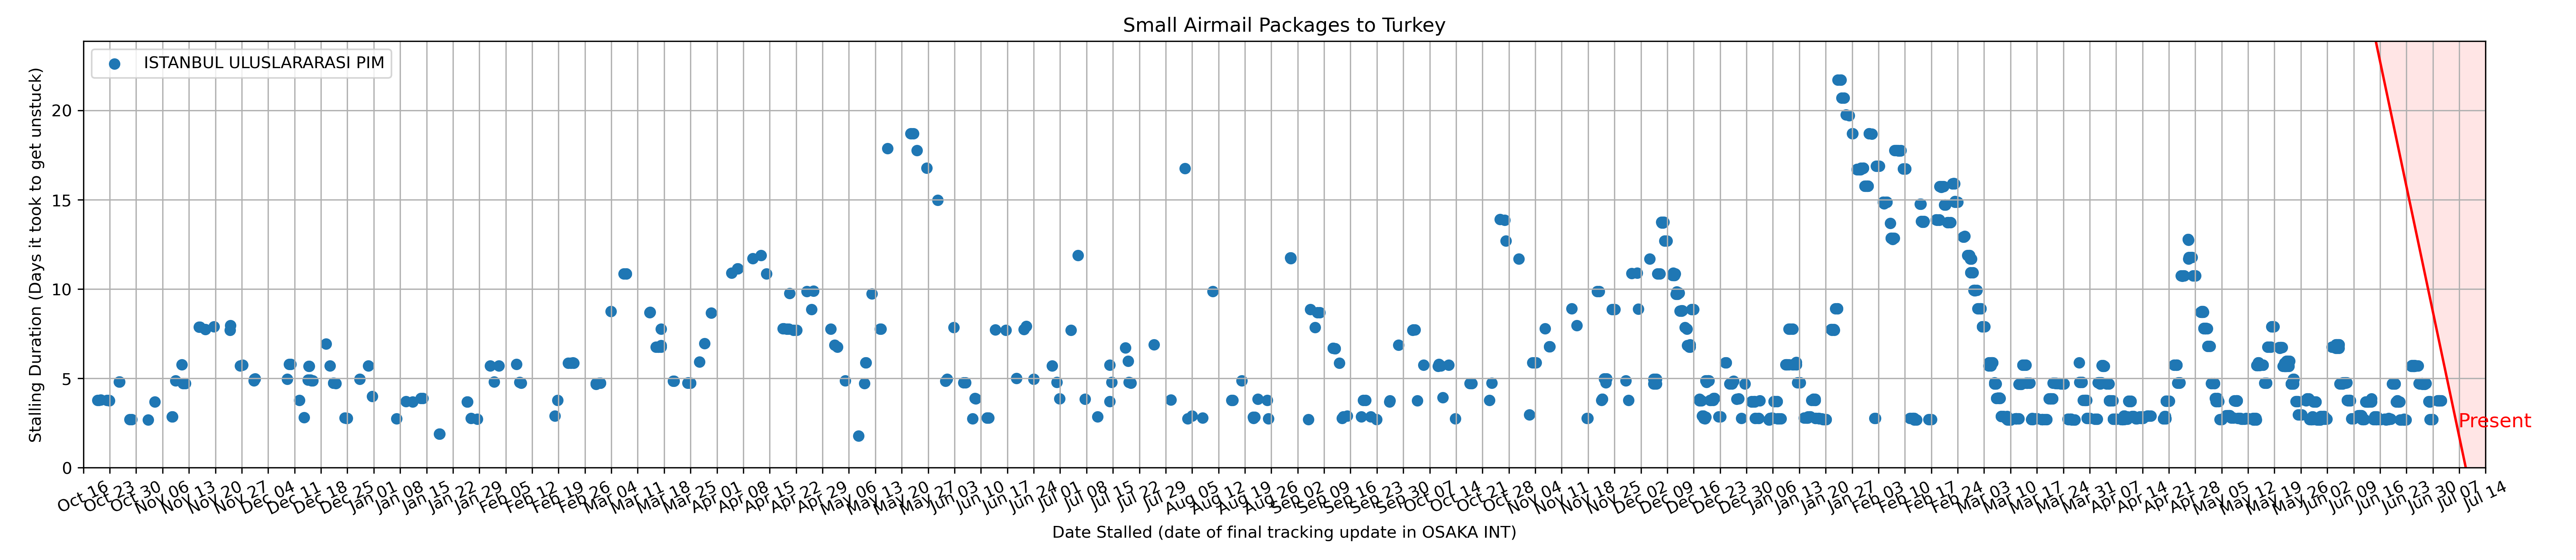 Small Airmail Packages to Turkey
ISTANBUL ULUSLARARASI PIM
Stalling Duration (Days it took to get unstuck)
20
15
10
5
0
Present
Oct 16
Oct 23
Oct 30
Nov 06
Nov 13
Nov 20
Nov 27
Dec 04
Dec 11
Dec 18
Dec 25
Jan 01
Jan 08
Jan 15
Jan 22
Jan 29
Feb 05
Feb 12
Feb 19
Feb 26
Mar 04
Mar 11
Mar 18
Mar 25
Apr 01
Apr 08
Apr 15
Apr 22
Apr 29
May 06
May 13
May 20
May 27
Jun 03
Jun 10
Jun 17
Jun 24
Jul 01
Jul 08
Jul 15
Jul 22
Jul 29
Aug 05
Aug 12
Aug 19
Aug 26
Sep 02
Sep 09
Sep 16
Sep 23
Sep 30
Oct 07
Oct 14
Oct 21
Oct 28
Nov 04
Nov 11
Nov 18
Nov 25
Dec 02
Dec 09
Dec 16
Dec 23
Dec 30
Jan 06
Jan 13
Jan 20
Jan 27
Feb 03
Feb 10
Feb 17
Feb 24
Mar 03
Mar 10
Mar 17
Mar 24
Mar 31
Apr 07
Apr 14
Apr 21
Apr 28
May 05
May 12
May 19
May 26
Jun 02
Jun 09
Jun 16
Jun 23
Jun 30
Jul 07
Jul 14
Date Stalled (date of final tracking update in OSAKA INT)